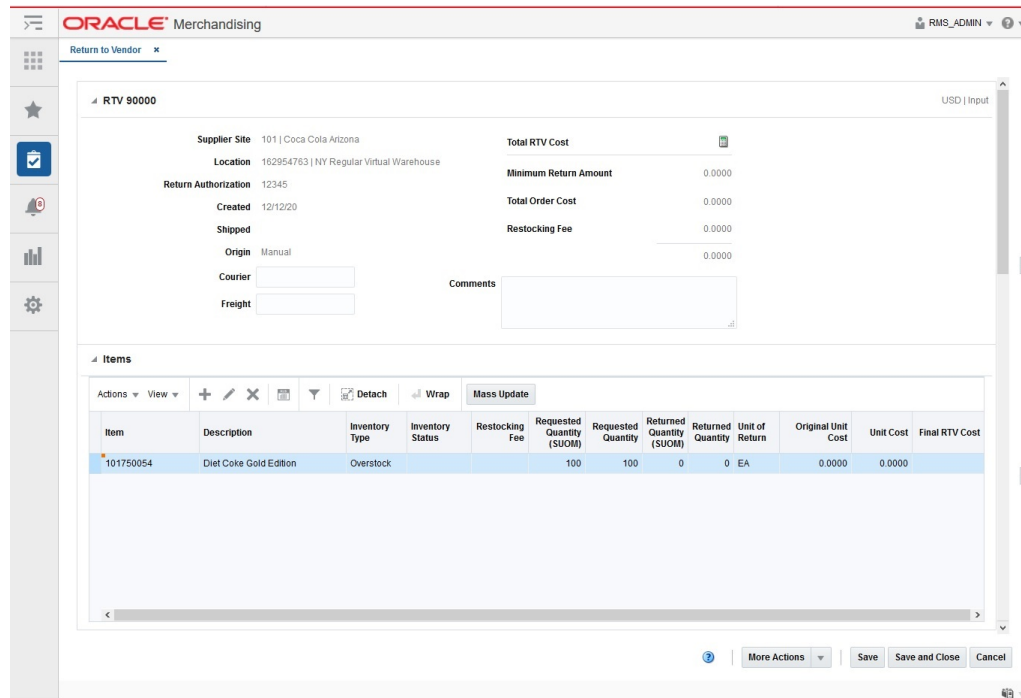 ORACLE® Merchandising
RMS_ADMIN
Return to Vendor
RTV 90000
USD | Input
Supplier Site 101 | Coca Cola Arizona
Location 162954763 | NY Regular Virtual Warehouse
Return Authorization 12345
Created 12/12/20
Shipped
Origin Manual
Courier
Freight
Total RTV Cost
Minimum Return Amount 0.0000
Total Order Cost 0.0000
Restocking Fee 0.0000
0.0000
Comments
Items
Actions View Detach Wrap Mass Update
Item Description Inventory Type Inventory Status Restocking Fee Requested Quantity (SUOM) Requested Quantity Returned Quantity (SUOM) Returned Quantity Unit of Return Original Unit Cost Unit Cost Final RTV Cost
101750054 Diet Coke Gold Edition Overstock 100 100 0 0 EA 0.0000 0.0000
More Actions Save Save and Close Cancel